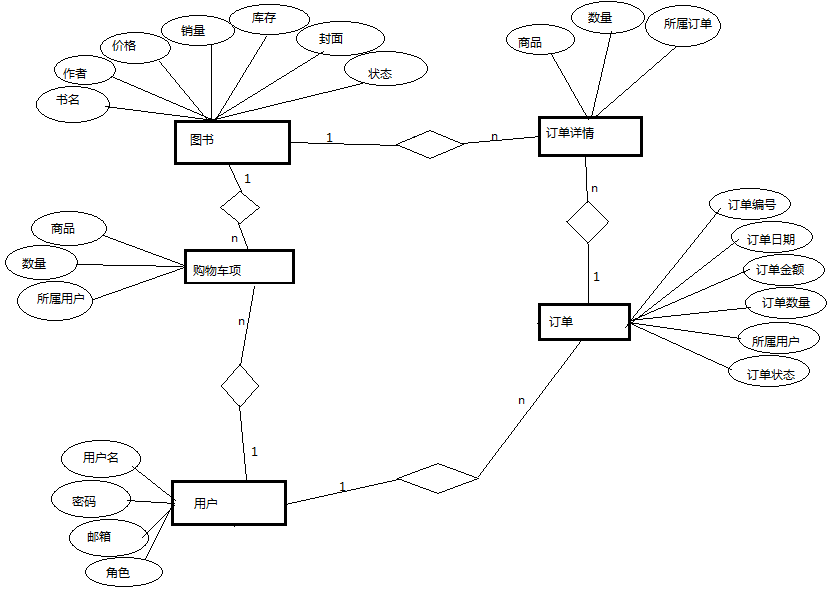 书名
作者
价格
销量
库存
封面
状态
图书
1
n
商品
数量
所属订单
订单详情
1
n
商品
数量
所属用户
购物车项
n
1
订单编号
订单日期
订单金额
订单数量
所属用户
订单状态
订单
n
1
n
1
用户名
密码
邮箱
角色
用户